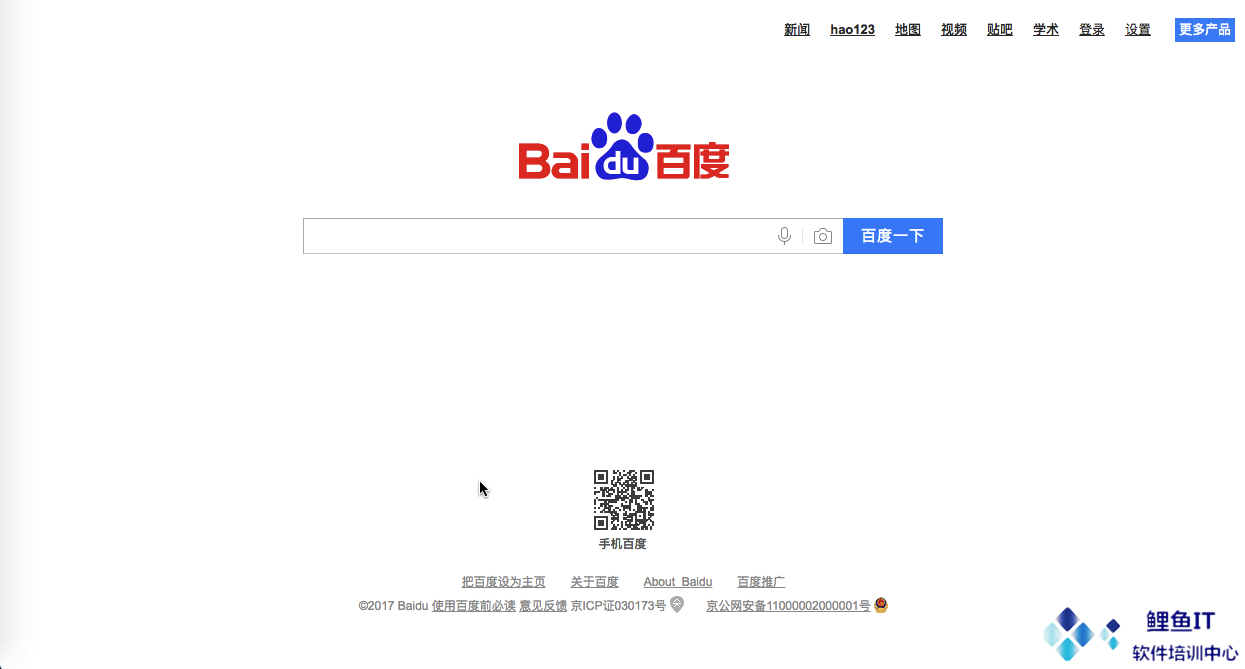 新闻 hao123 地图 视频 贴吧 学术 登录 设置 更多产品
Bai du 百度
百度一下
手机百度
把百度设为主页 关于百度 About Baidu 百度推广
©2017 Baidu 使用百度前必读 意见反馈 京ICP证030173号 京公网安备11000002000001号
鲤鱼IT
软件培训中心